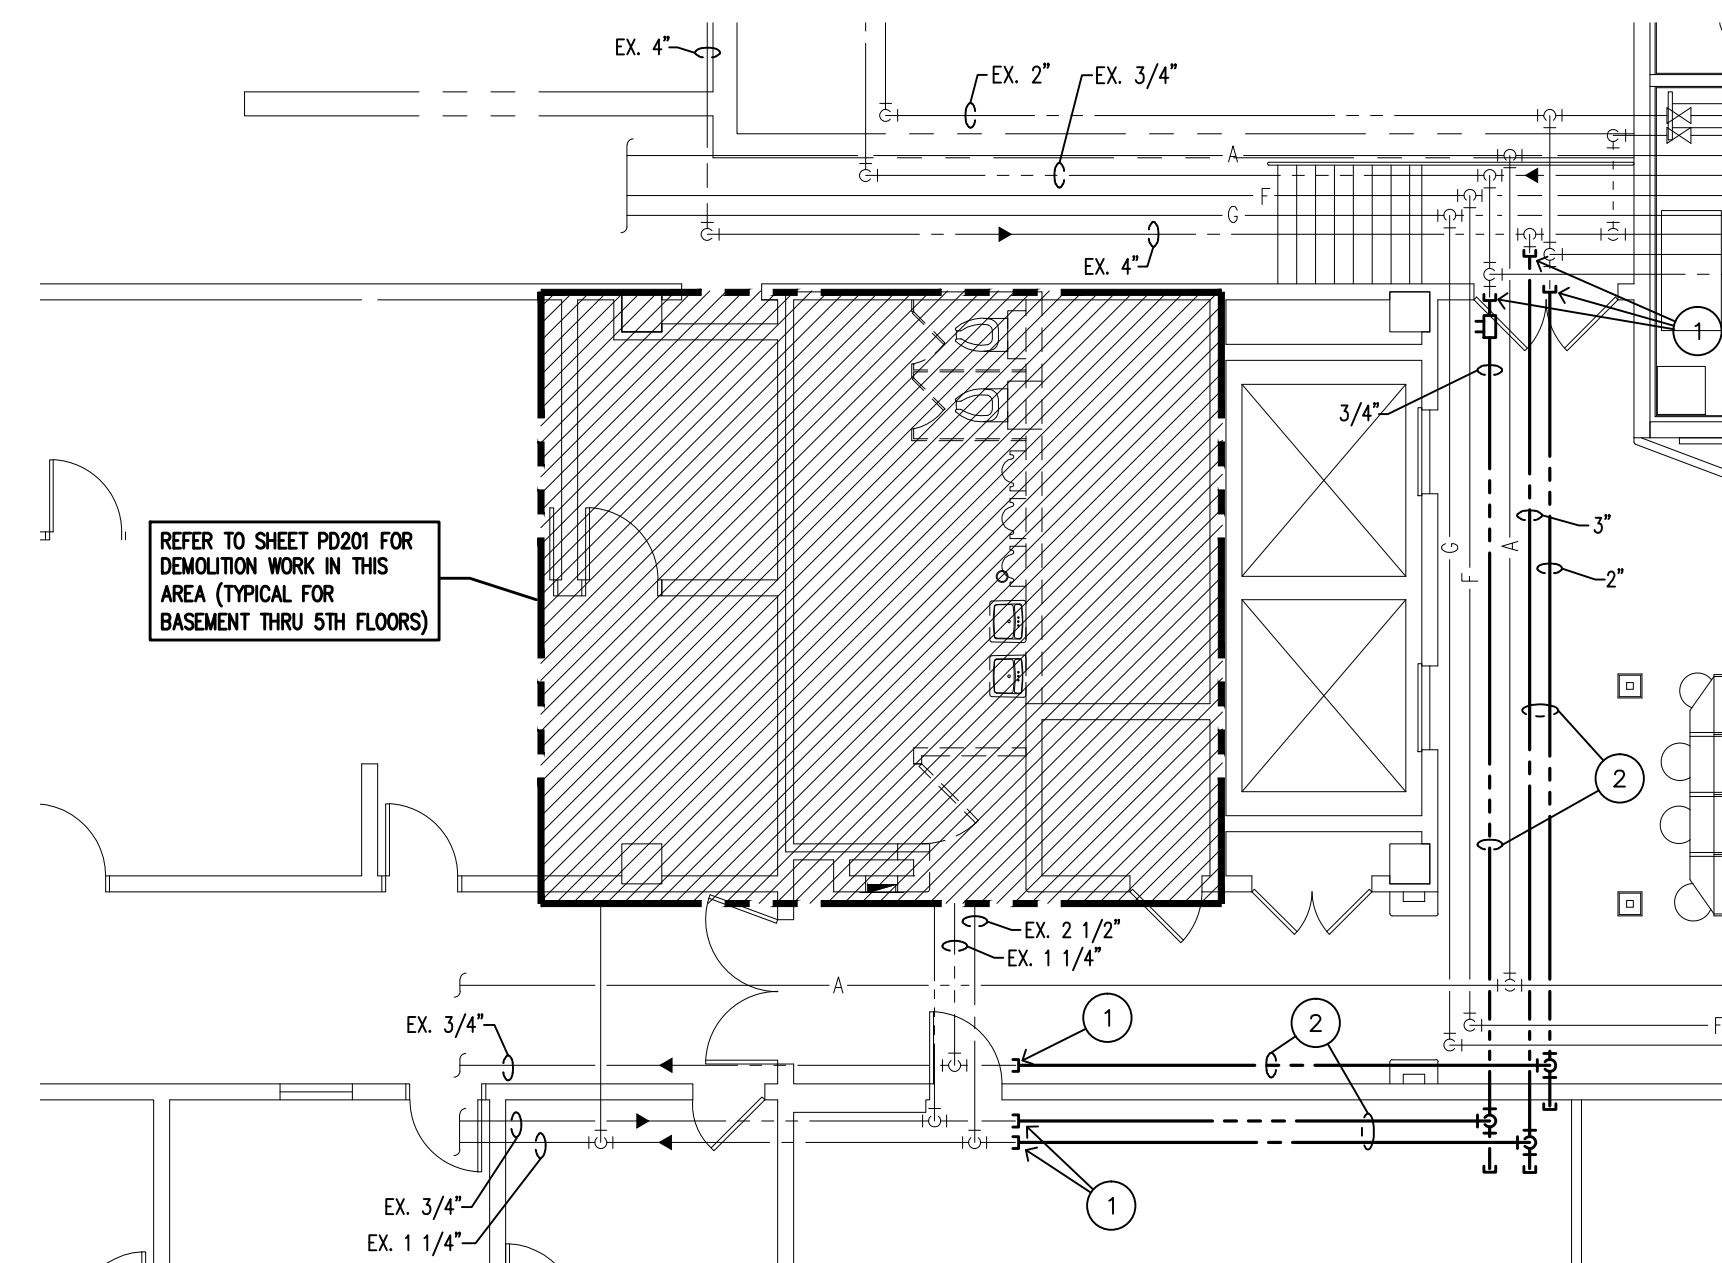 EX. 4”
EX. 2”
EX. 3/4”
A
F
G
EX. 4”
1
3/4”
3”
G
A
F
2”
REFER TO SHEET PD201 FOR
DEMOLITION WORK IN THIS
AREA (TYPICAL FOR
BASEMENT THRU 5TH FLOORS)
2
EX. 2 1/2”
EX. 1 1/4”
A
EX. 3/4”
1
2
F
EX. 3/4”
1
EX. 1 1/4”